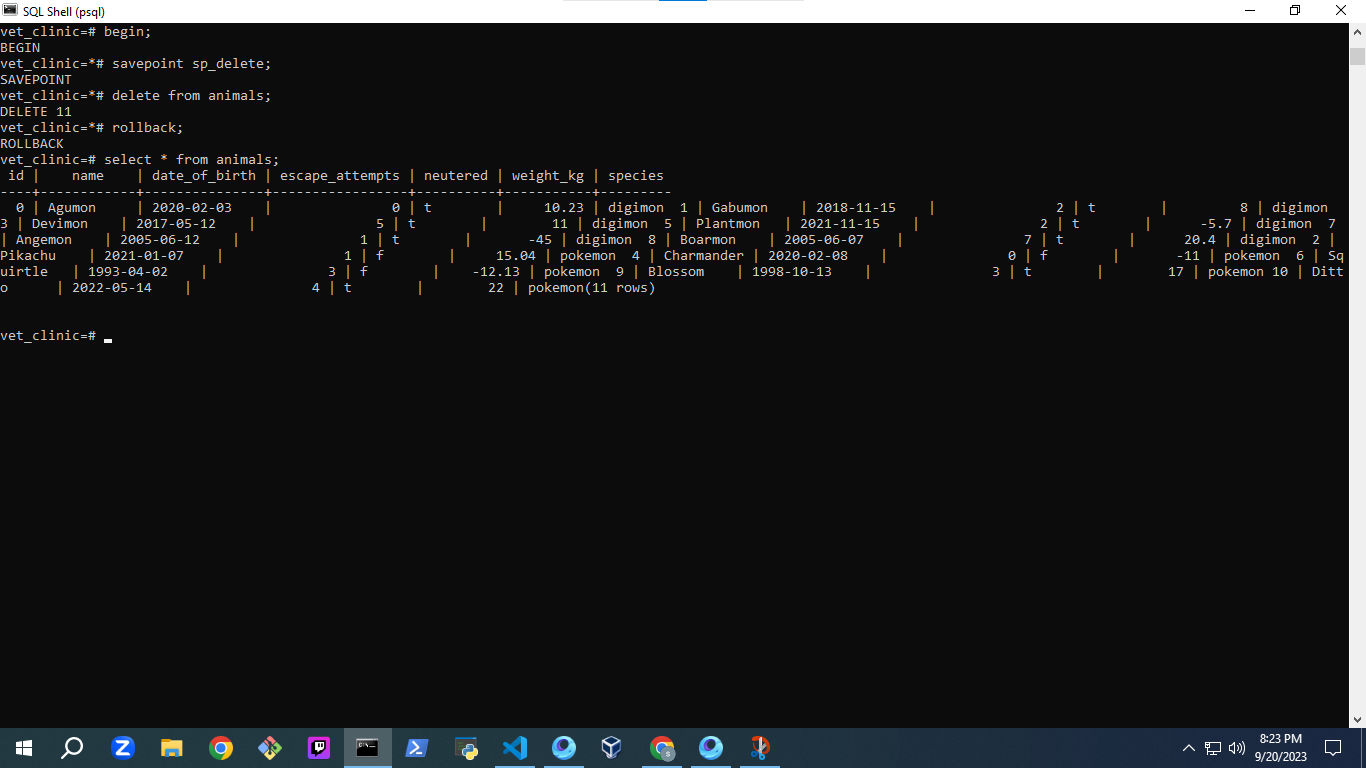 SQL Shell (psql)
vet_clinic=# begin;
BEGIN
vet_clinic=*# savepoint sp_delete;
SAVEPOINT
vet_clinic=*# delete from animals;
DELETE 11
vet_clinic=*# rollback;
ROLLBACK
vet_clinic=# select * from animals;
 id |    name    | date_of_birth | escape_attempts | neutered | weight_kg | species
----+------------+---------------+-----------------+----------+-----------+---------
  0 | Agumon     | 2020-02-03    |               0 | t        |     10.23 | digimon  1 | Gabumon    | 2018-11-15    |               2 | t        |         8 | digimon
3 | Devimon    | 2017-05-12    |               5 | t        |        11 | digimon  5 | Plantmon   | 2021-11-15    |               2 | t        |      -5.7 | digimon  7
| Angemon    | 2005-06-12    |               1 | t        |       -45 | digimon  8 | Boarmon    | 2005-06-07    |               7 | t        |      20.4 | digimon  2 |
Pikachu    | 2021-01-07    |               1 | f        |     15.04 | pokemon  4 | Charmander | 2020-02-08    |               0 | f        |       -11 | pokemon  6 | Sq
uirtle   | 1993-04-02    |               3 | f        |    -12.13 | pokemon  9 | Blossom    | 1998-10-13    |               3 | t        |        17 | pokemon 10 | Ditt
o      | 2022-05-14    |               4 | t        |        22 | pokemon(11 rows)
vet_clinic=#
8:23 PM
9/20/2023